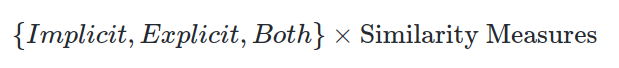 {Implicit, Explicit, Both} × Similarity Measures